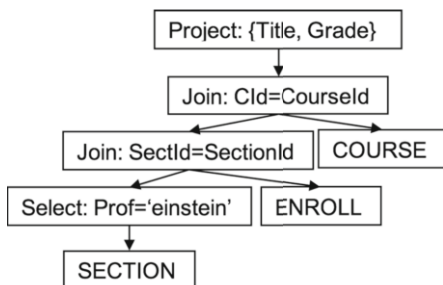 Project: {Title, Grade}
Join: CId=CourseId
Join: SectId=SectionId
COURSE
Select: Prof=‘einstein’
ENROLL
SECTION